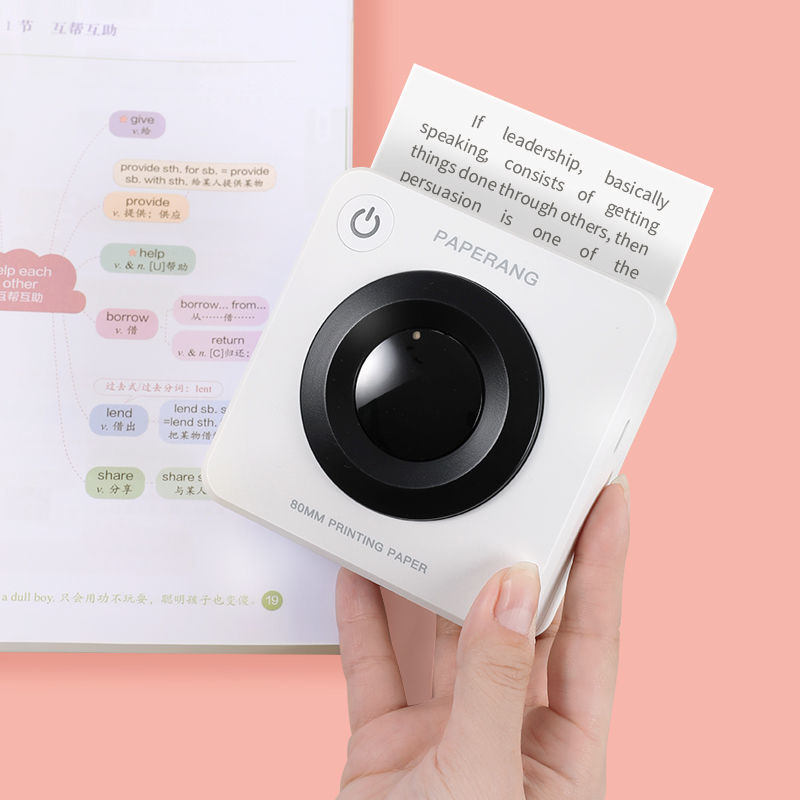 1 节 互帮互助
give
v. 给
provide sth. for sb. = provide
sb. with sth. 给某人提供某物
provide
v. 提供；供应
help
v. & n. [U]帮助
elp each
other
互帮互助
borrow... from...
从……借……
borrow
v. 借
return
v. & n. [C]归还；
过去式/过去分词：lent
lend
v. 借出
lend sb. s
=lend sth.
把某物借
share
v. 分享
share s
与某人
a dull boy. 只会用功不玩耍，聪明孩子也变傻。 19
If leadership, basically
speaking, consists of getting
things done through others, then
persuasion is one of the
PAPERANG
80MM PRINTING PAPER